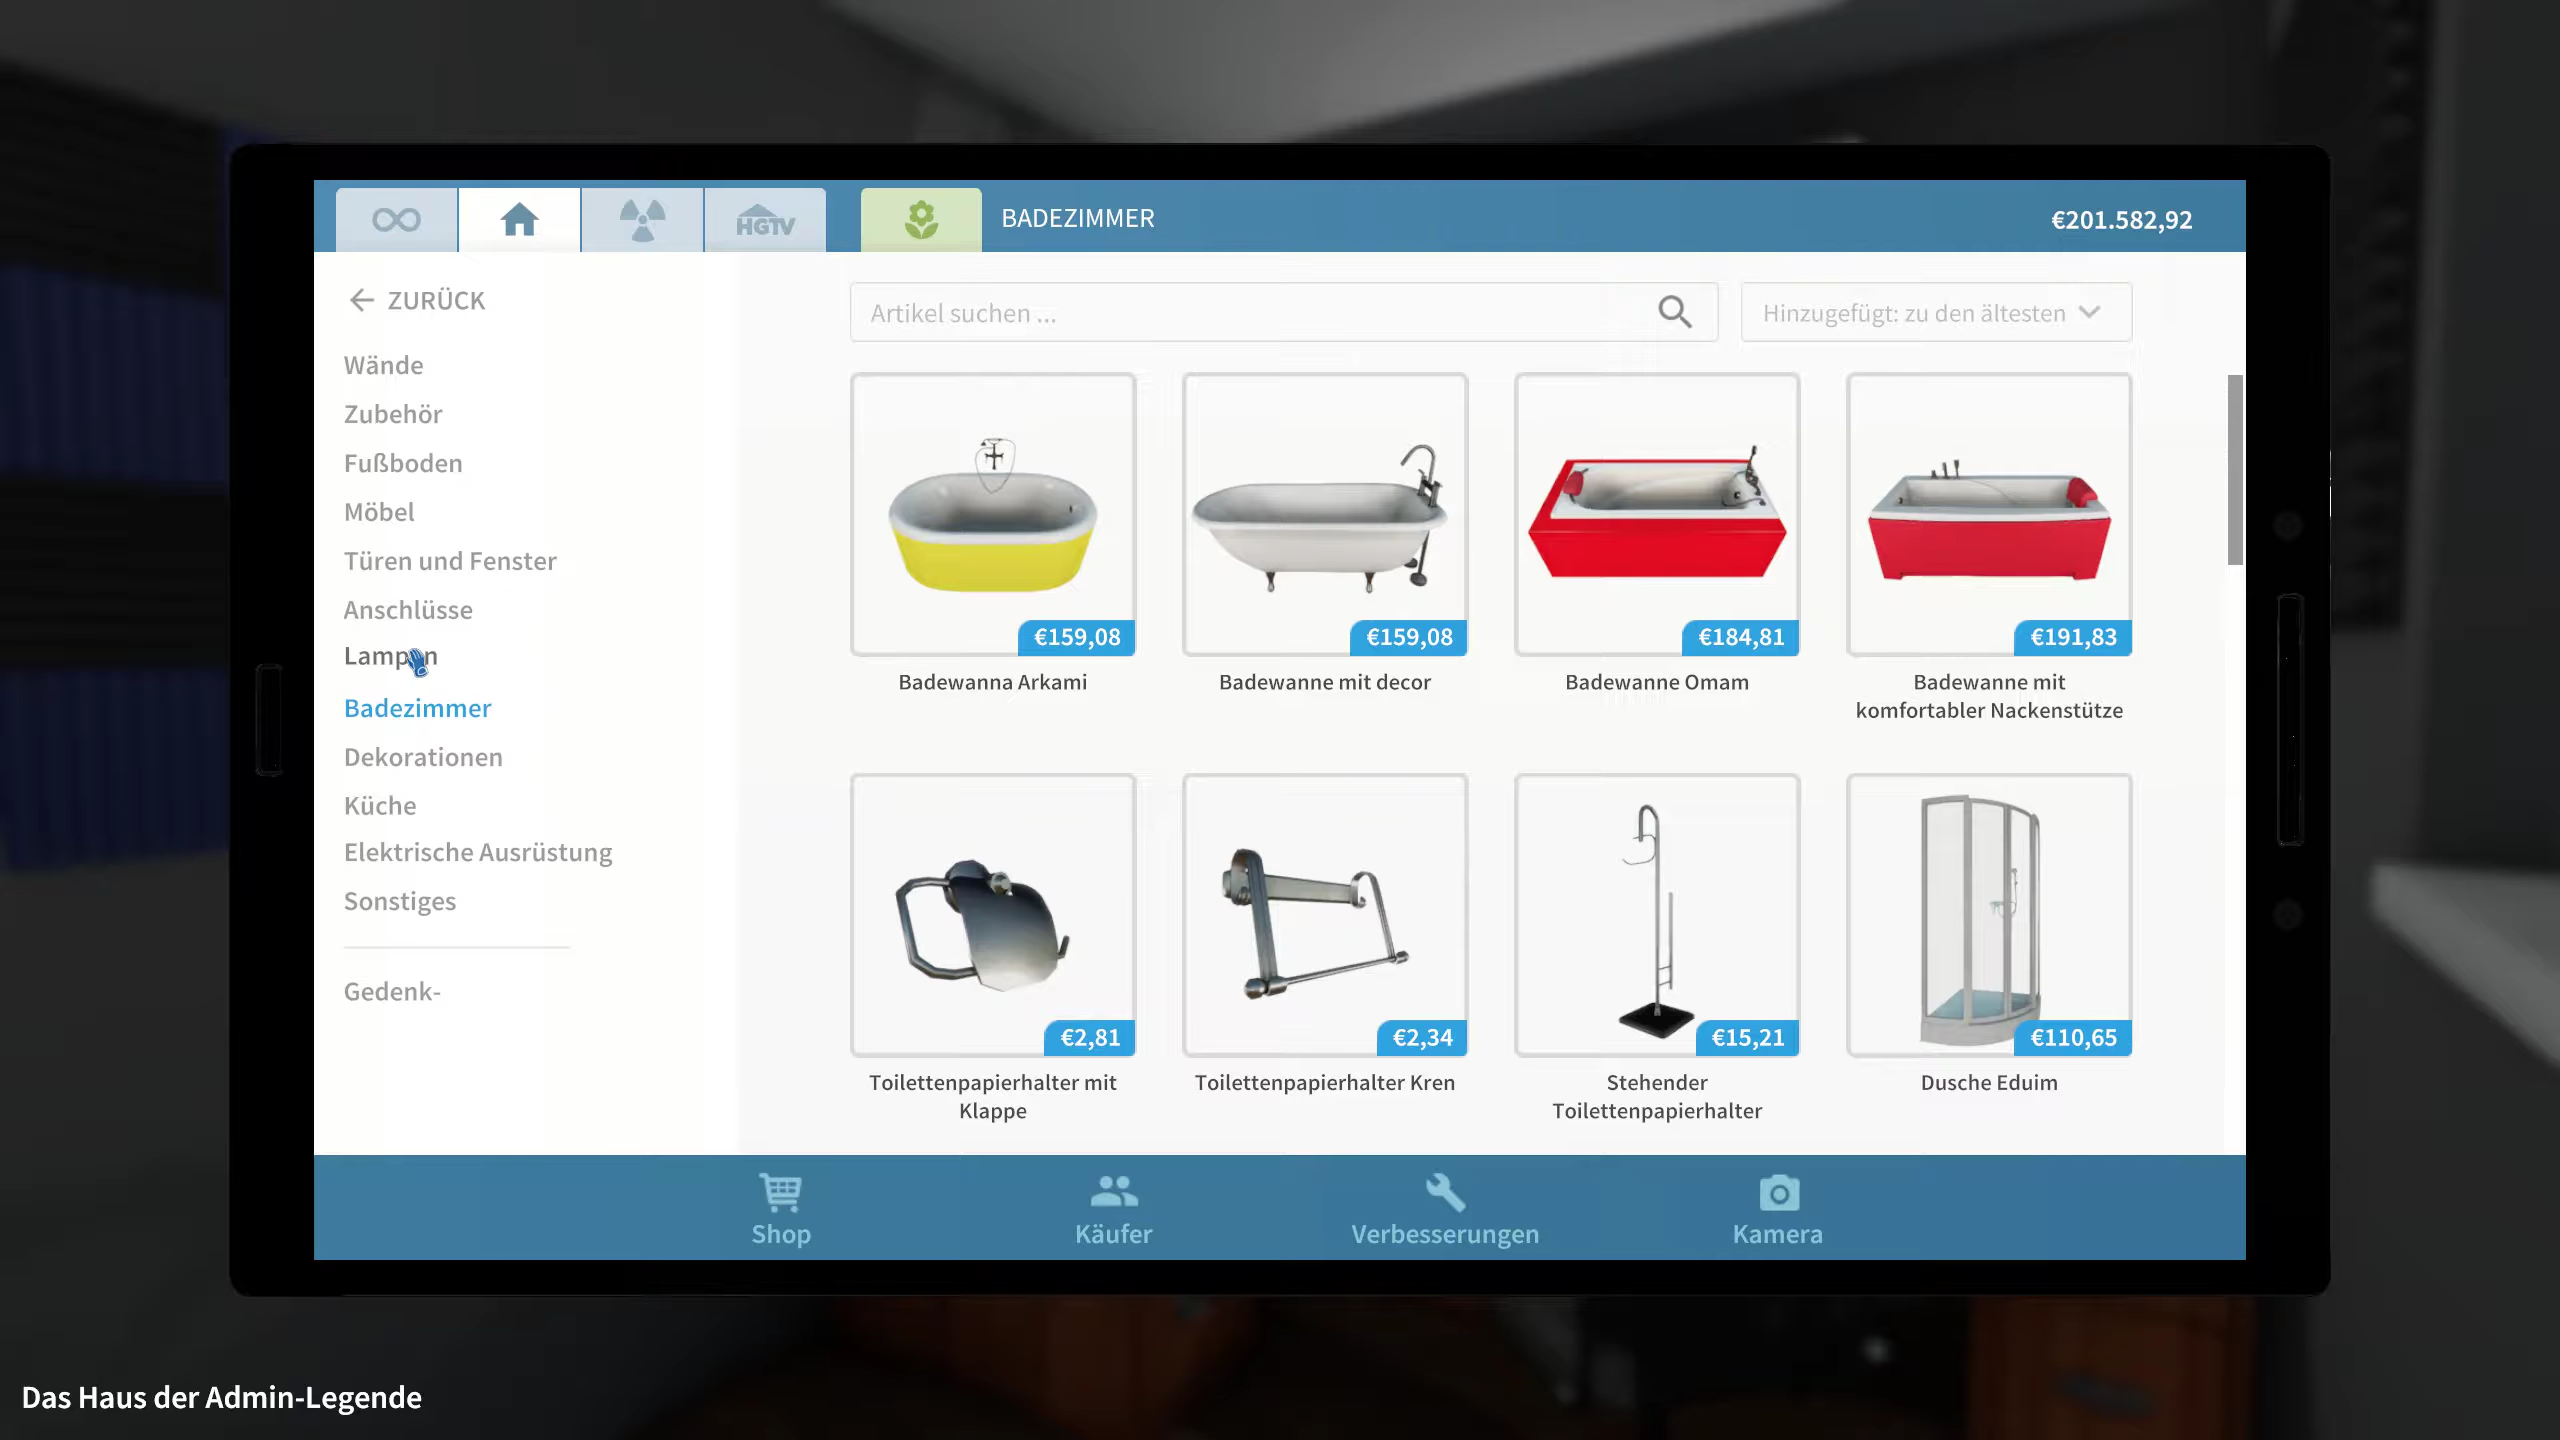 HGTV
BADEZIMMER
€201.582,92
ZURÜCK
Wände
Zubehör
Fußboden
Möbel
Türen und Fenster
Anschlüsse
Lampen
Badezimmer
Dekorationen
Küche
Elektrische Ausrüstung
Sonstiges
Gedenk-
Artikel suchen ...
Hinzugefügt: zu den ältesten
€159,08
€159,08
€184,81
€191,83
Badewanna Arkami
Badewanne mit decor
Badewanne Omam
Badewanne mit
komfortabler Nackenstütze
€2,81
€2,34
€15,21
€110,65
Toilettenpapierhalter mit
Klappe
Toilettenpapierhalter Kren
Stehender
Toilettenpapierhalter
Dusche Eduim
Shop
Käufer
Verbesserungen
Kamera
Das Haus der Admin-Legende